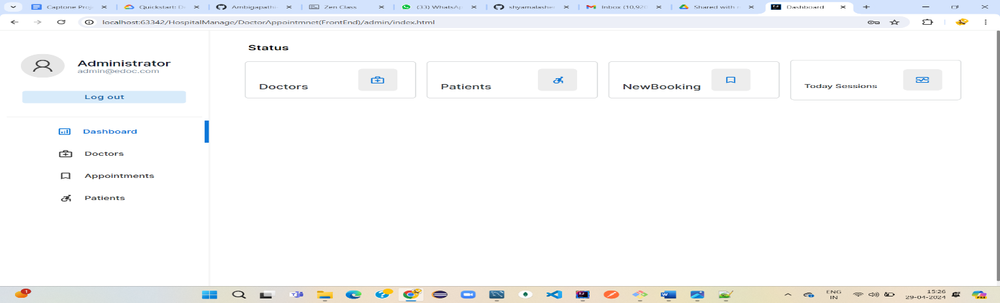 Captone Proj
Quickstart: D
Ambigapathi
Zen Class
(33) WhatsAp
shyamalashe
Inbox (10,920
Shared with
Dashboard
localhost:63342/HospitalManage/DoctorAppointmnet(FrontEnd)/admin/index.html
Administrator
admin@edoc.com
Log out
Dashboard
Doctors
Appointments
Patients
Status
Doctors
Patients
NewBooking
Today Sessions
1
ENG
IN
15:26
29-04-2024